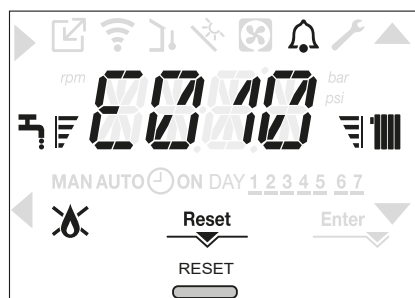 rpm
bar
psi
E010
MAN AUTO ON DAY 1 2 3 4 5 6 7
Reset
Enter
RESET